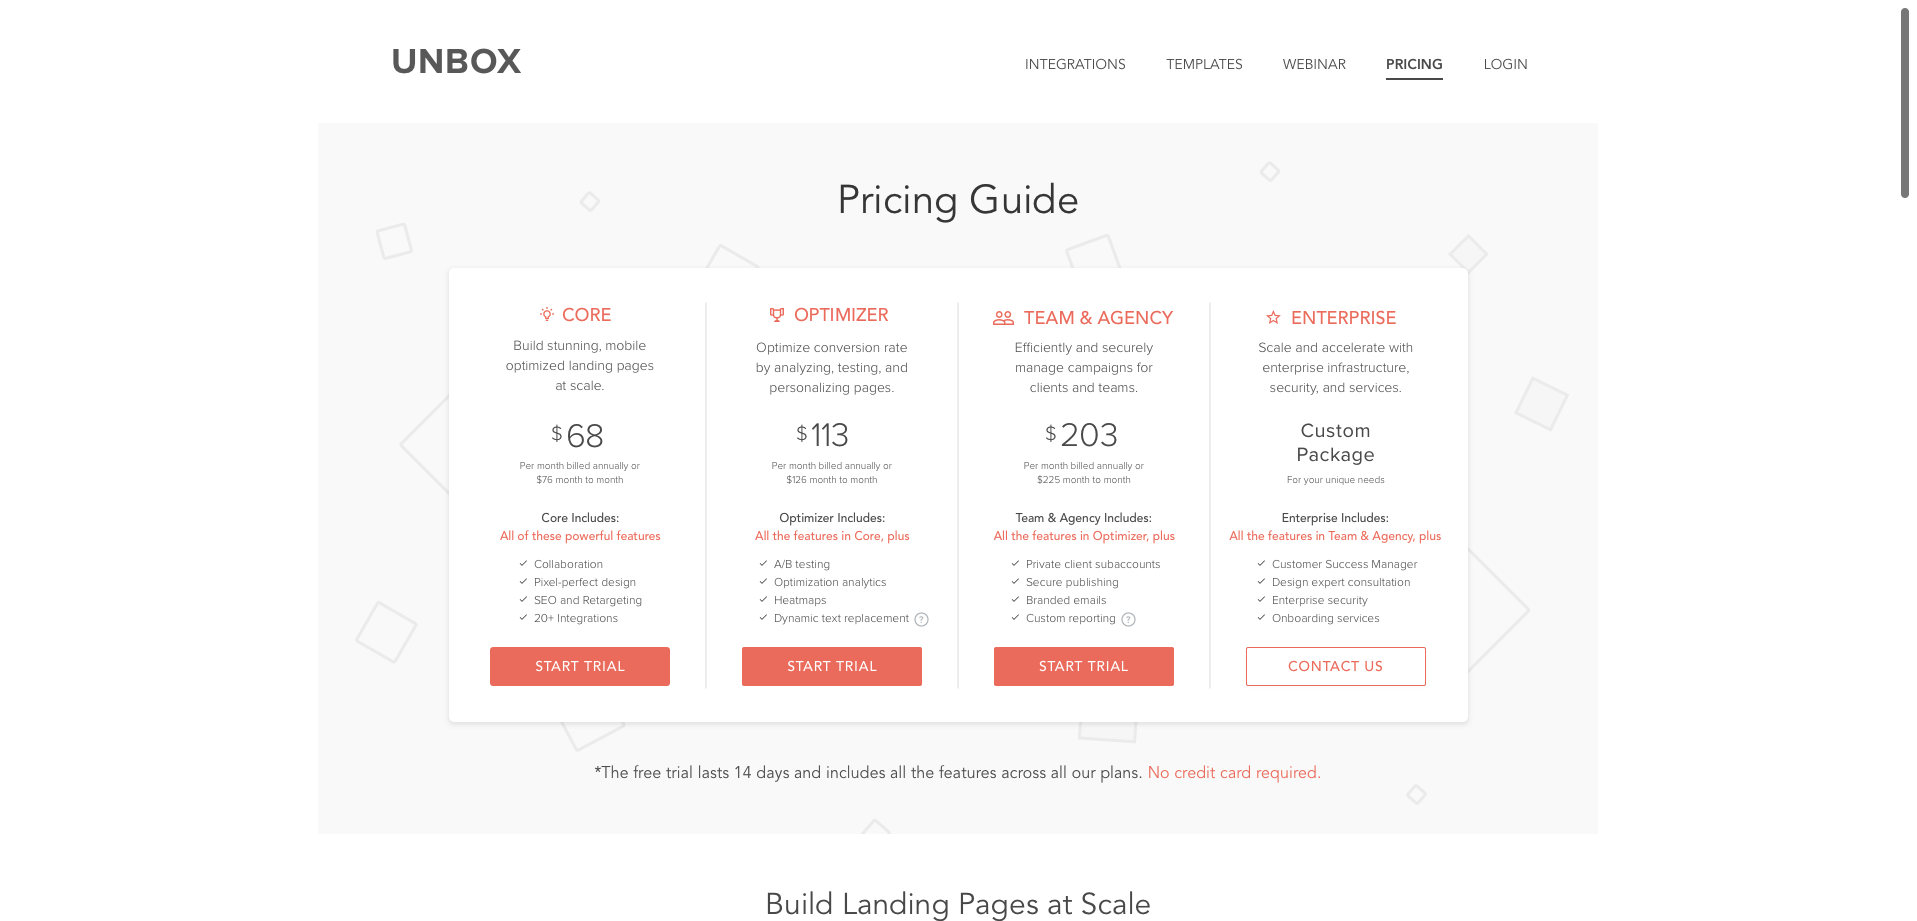 UNBOX
INTEGRATIONS
TEMPLATES
WEBINAR
PRICING
LOGIN
Pricing Guide
CORE
Build stunning, mobile
optimized landing pages
at scale.
$68
Per month billed annually or
$76 month to month
Core Includes:
All of these powerful features
Collaboration
Pixel-perfect design
SEO and Retargeting
20+ Integrations
START TRIAL
OPTIMIZER
Optimize conversion rate
by analyzing, testing, and
personalizing pages.
$113
Per month billed annually or
$126 month to month
Optimizer Includes:
All the features in Core, plus
A/B testing
Optimization analytics
Heatmaps
Dynamic text replacement ?
START TRIAL
TEAM & AGENCY
Efficiently and securely
manage campaigns for
clients and teams.
$203
Per month billed annually or
$225 month to month
Team & Agency Includes:
All the features in Optimizer, plus
Private client subaccounts
Secure publishing
Branded emails
Custom reporting ?
START TRIAL
ENTERPRISE
Scale and accelerate with
enterprise infrastructure,
security, and services.
Custom
Package
For your unique needs
Enterprise Includes:
All the features in Team & Agency, plus
Customer Success Manager
Design expert consultation
Enterprise security
Onboarding services
CONTACT US
*The free trial lasts 14 days and includes all the features across all our plans. No credit card required.
Build Landing Pages at Scale